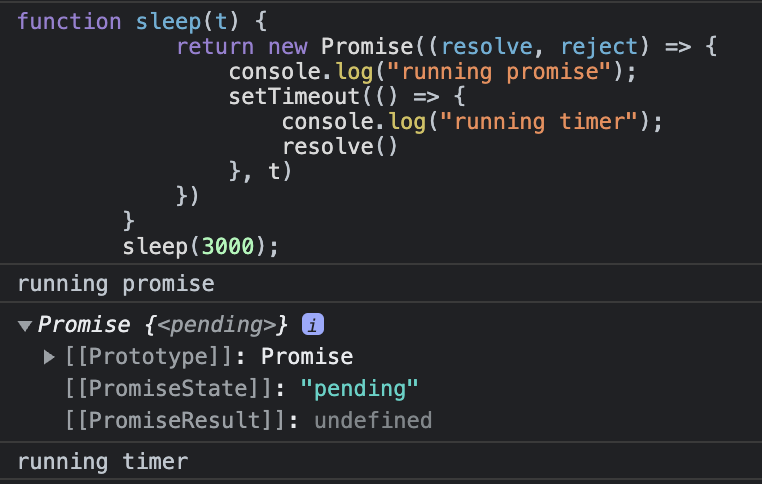 function sleep(t) {
            return new Promise((resolve, reject) => {
                console.log("running promise");
                setTimeout(() => {
                    console.log("running timer");
                    resolve()
                }, t)
            })
        }
        sleep(3000);
running promise
▼Promise {<pending>} i
▶ [[Prototype]]: Promise
[[PromiseState]]: "pending"
[[PromiseResult]]: undefined
running timer